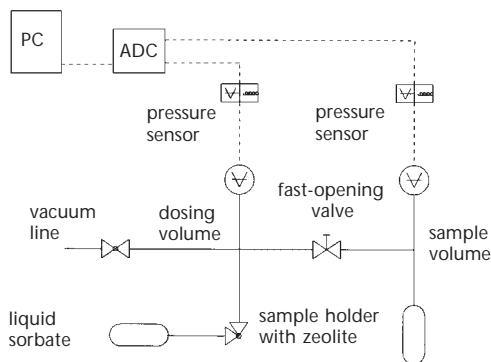 PC
ADC
pressure
sensor
pressure
sensor
fast-opening
valve
vacuum
line
dosing
volume
sample
volume
liquid
sorbate
sample holder
with zeolite